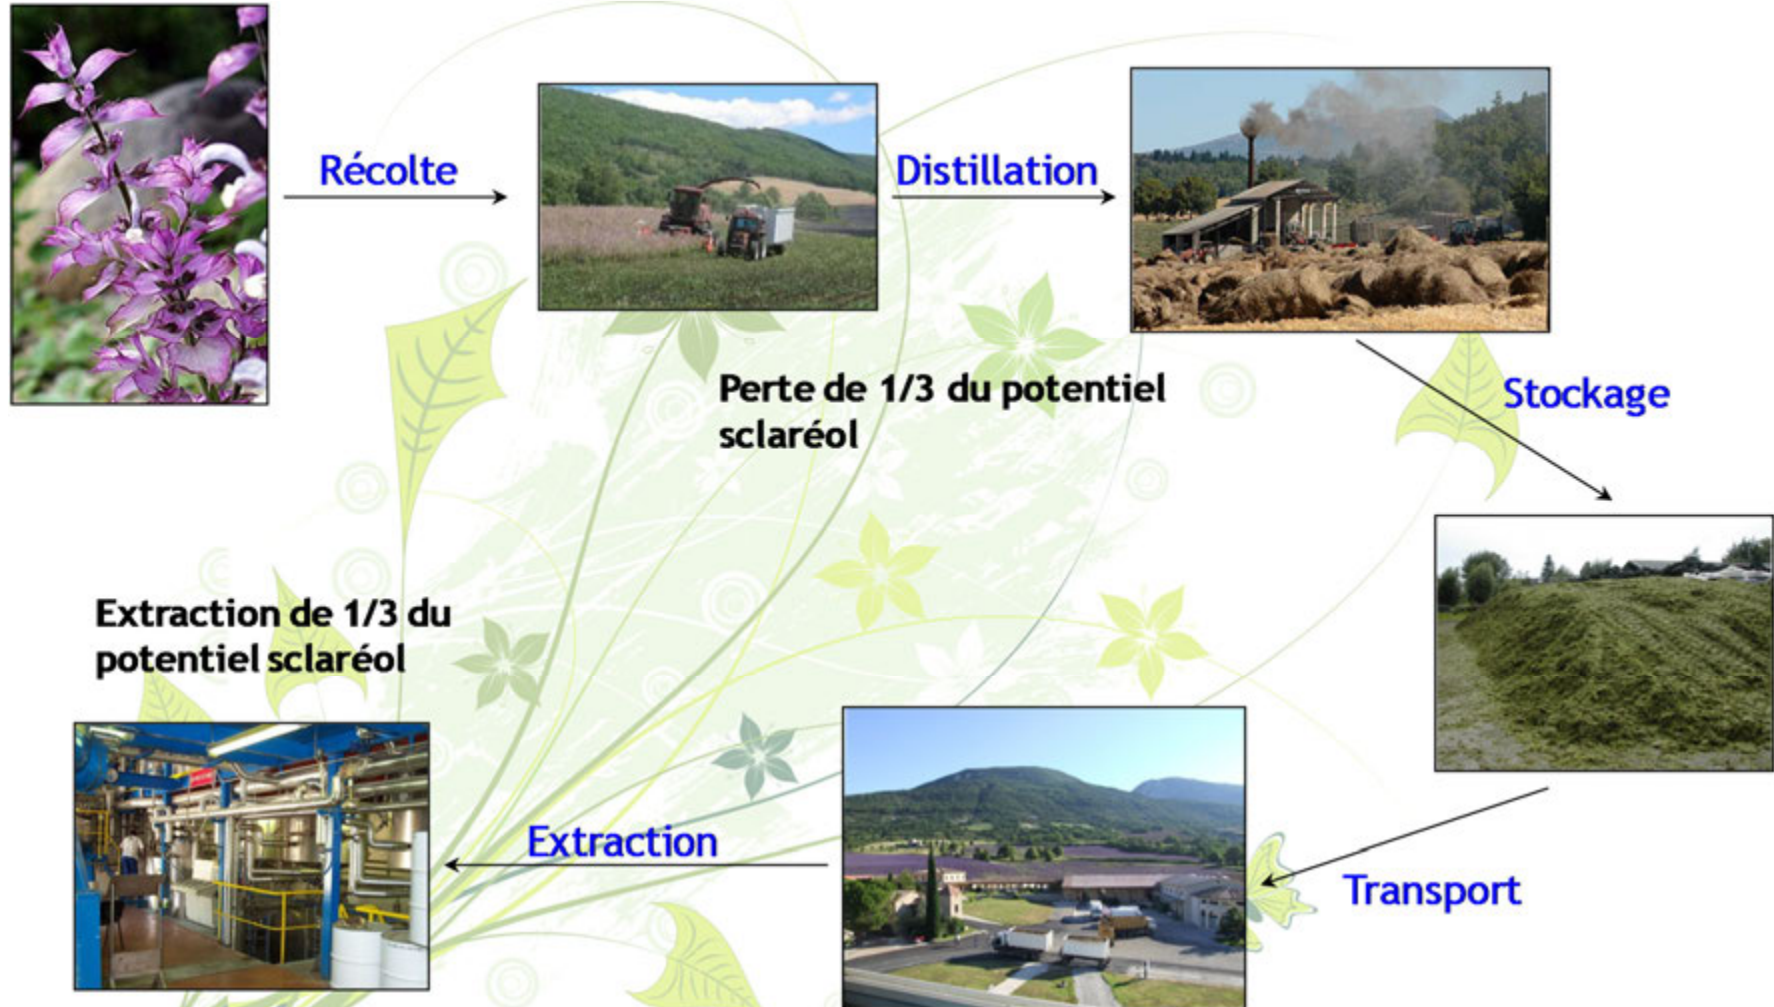 Récolte
Distillation
Perte de 1/3 du potentiel
sclaréol
Stockage
Extraction de 1/3 du
potentiel sclaréol
Extraction
Transport